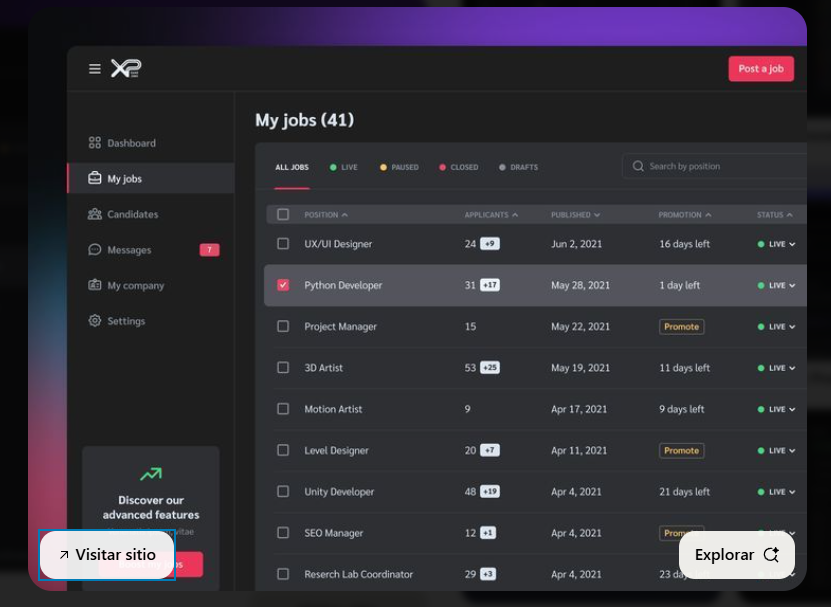 XP
Post a job
Dashboard
My jobs
Candidates
Messages 7
My company
Settings
Discover our
advanced features
vitae
jobs
My jobs (41)
ALL JOBS LIVE PAUSED CLOSED DRAFTS
Search by position
POSITION APPLICANTS PUBLISHED PROMOTION STATUS
UX/UI Designer 24 +9 Jun 2, 2021 16 days left LIVE
Python Developer 31 +17 May 28, 2021 1 day left LIVE
Project Manager 15 May 22, 2021 Promote LIVE
3D Artist 53 +25 May 19, 2021 11 days left LIVE
Motion Artist 9 Apr 17, 2021 9 days left LIVE
Level Designer 20 +7 Apr 11, 2021 Promote LIVE
Unity Developer 48 +19 Apr 4, 2021 21 days left LIVE
SEO Manager 12 +1 Apr 4, 2021
Reserch Lab Coordinator 29 +3 Apr 4, 2021 23
Visitar sitio
Explorar